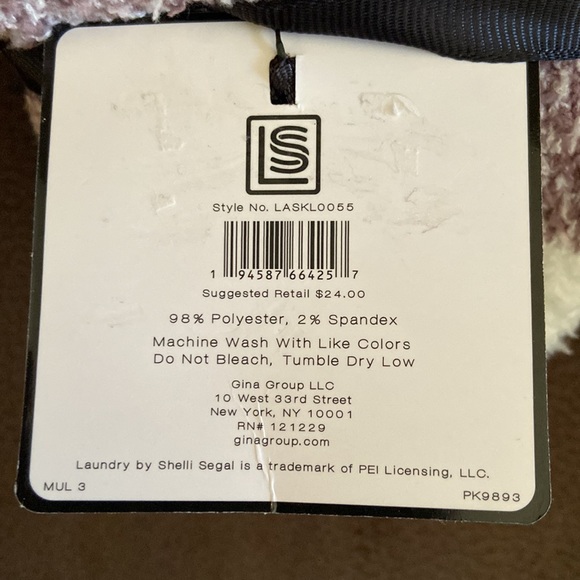 LS
Style No. LASKL0055
1 94587 66425 7
Suggested Retail $24.00
98% Polyester, 2% Spandex
Machine Wash With Like Colors
Do Not Bleach, Tumble Dry Low
Gina Group LLC
10 West 33rd Street
New York, NY 10001
RN# 121229
ginagroup.com
Laundry by Shelli Segal is a trademark of PEI Licensing, LLC.
MUL 3 PK9893